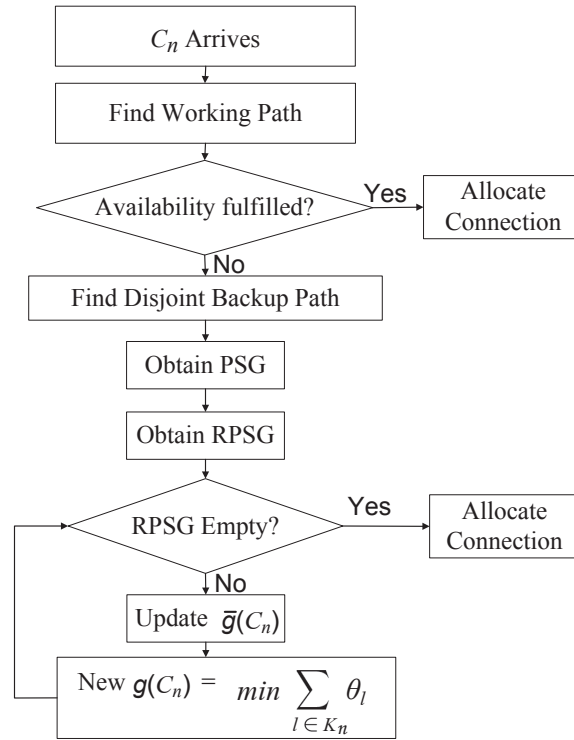 C_n Arrives
Find Working Path
Availability fulfilled?
Yes
Allocate
Connection
No
Find Disjoint Backup Path
Obtain PSG
Obtain RPSG
RPSG Empty?
Yes
Allocate
Connection
No
Update g̅(C_n)
New g(C_n) = min ∑_{l ∈ K_n} θ_l